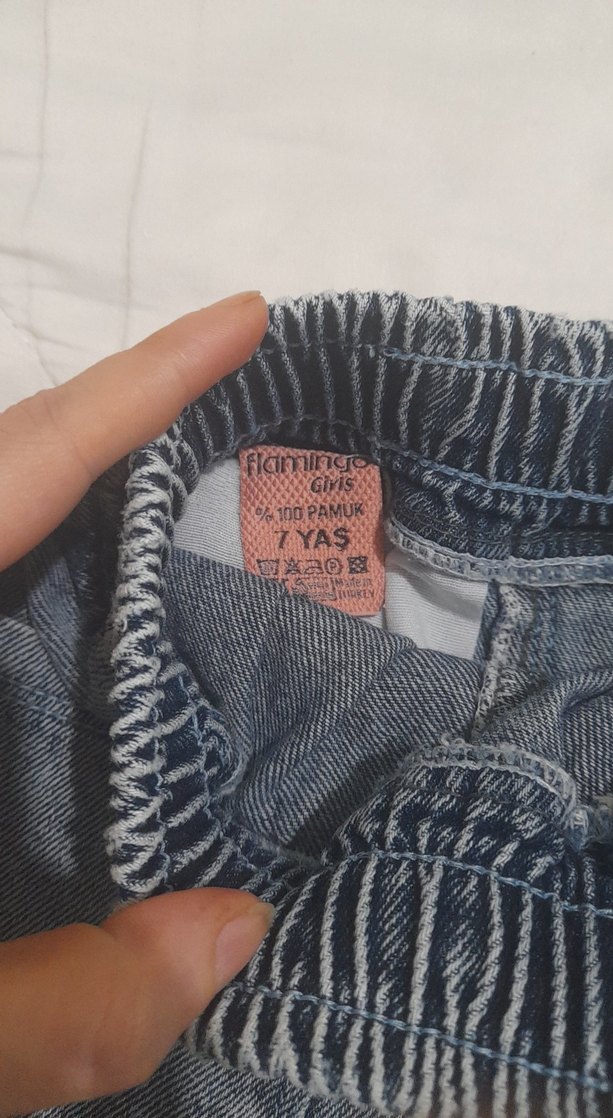 flamingo
Girls
% 100 PAMUK
7 YAŞ
Made in
TURKEY